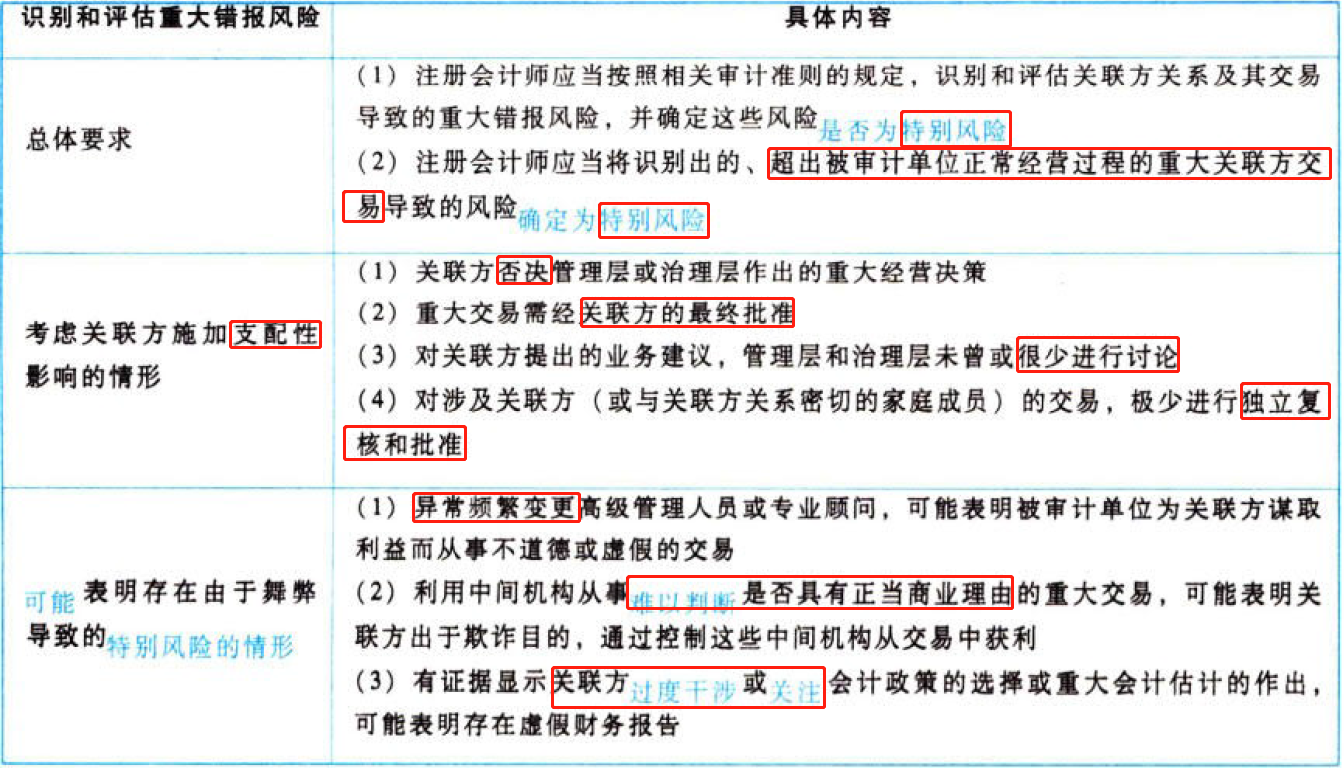 识别和评估重大错报风险
具体内容
总体要求
(1) 注册会计师应当按照相关审计准则的规定，识别和评估关联方关系及其交易
导致的重大错报风险，并确定这些风险是否为特别风险
(2) 注册会计师应当将识别出的、超出被审计单位正常经营过程的重大关联方交
易导致的风险确定为特别风险
考虑关联方施加支配性
影响的情形
(1) 关联方否决管理层或治理层作出的重大经营决策
(2) 重大交易需经关联方的最终批准
(3) 对关联方提出的业务建议，管理层和治理层未曾或很少进行讨论
(4) 对涉及关联方（或与关联方关系密切的家庭成员）的交易，极少进行独立复
核和批准
可能表明存在由于舞弊
导致的特别风险的情形
(1) 异常频繁变更高级管理人员或专业顾问，可能表明被审计单位为关联方谋取
利益而从事不道德或虚假的交易
(2) 利用中间机构从事难以判断是否具有正当商业理由的重大交易，可能表明关
联方出于欺诈目的，通过控制这些中间机构从交易中获利
(3) 有证据显示关联方过度干涉或关注会计政策的选择或重大会计估计的作出，
可能表明存在虚假财务报告